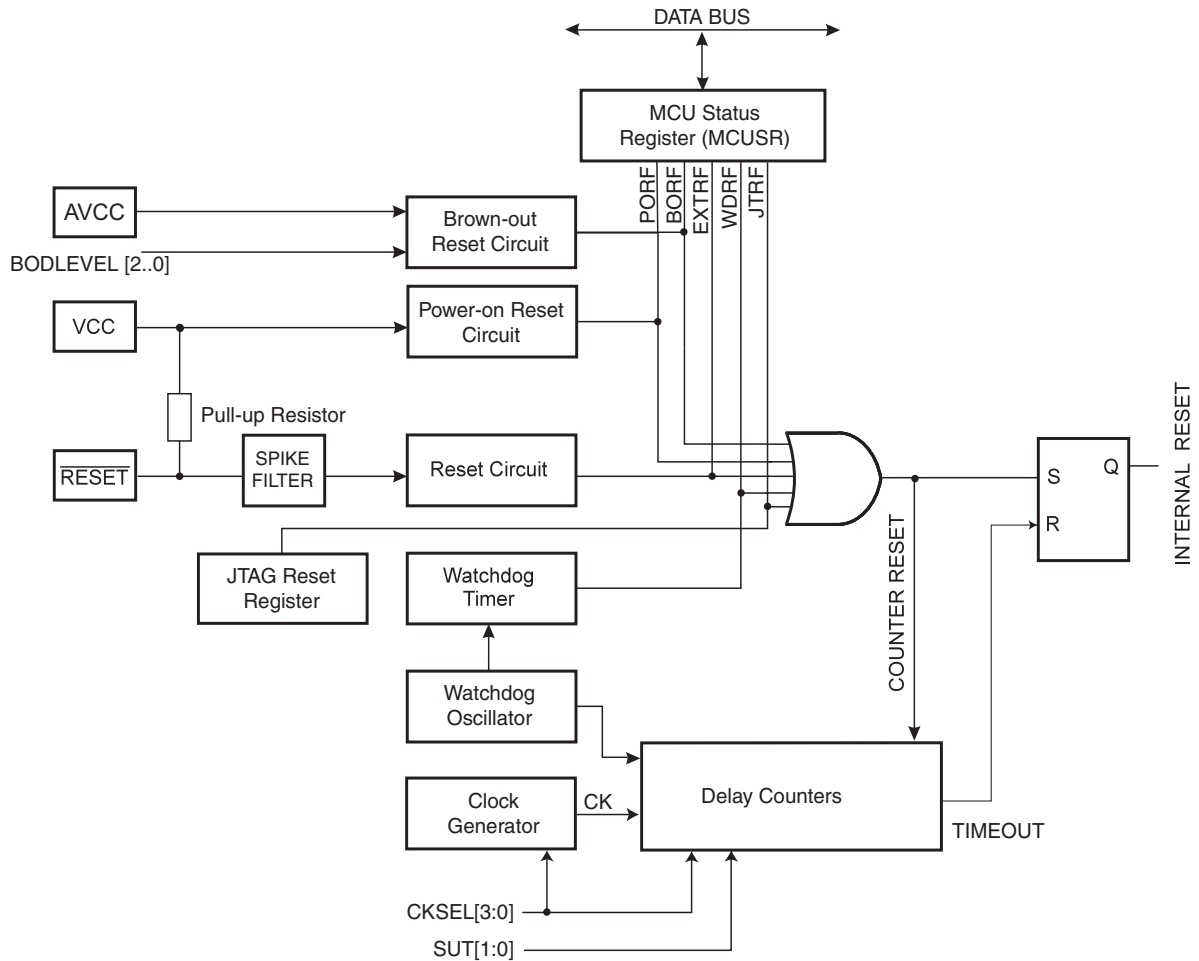 DATA BUS
MCU Status
Register (MCUSR)
PORF
BORF
EXTRF
WDRF
JTRF
AVCC
Brown-out
Reset Circuit
BODLEVEL [2..0]
VCC
Power-on Reset
Circuit
Pull-up Resistor
RESET
SPIKE
FILTER
Reset Circuit
S
Q
R
INTERNAL RESET
JTAG Reset
Register
Watchdog
Timer
COUNTER RESET
Watchdog
Oscillator
Clock
Generator
CK
Delay Counters
TIMEOUT
CKSEL[3:0]
SUT[1:0]